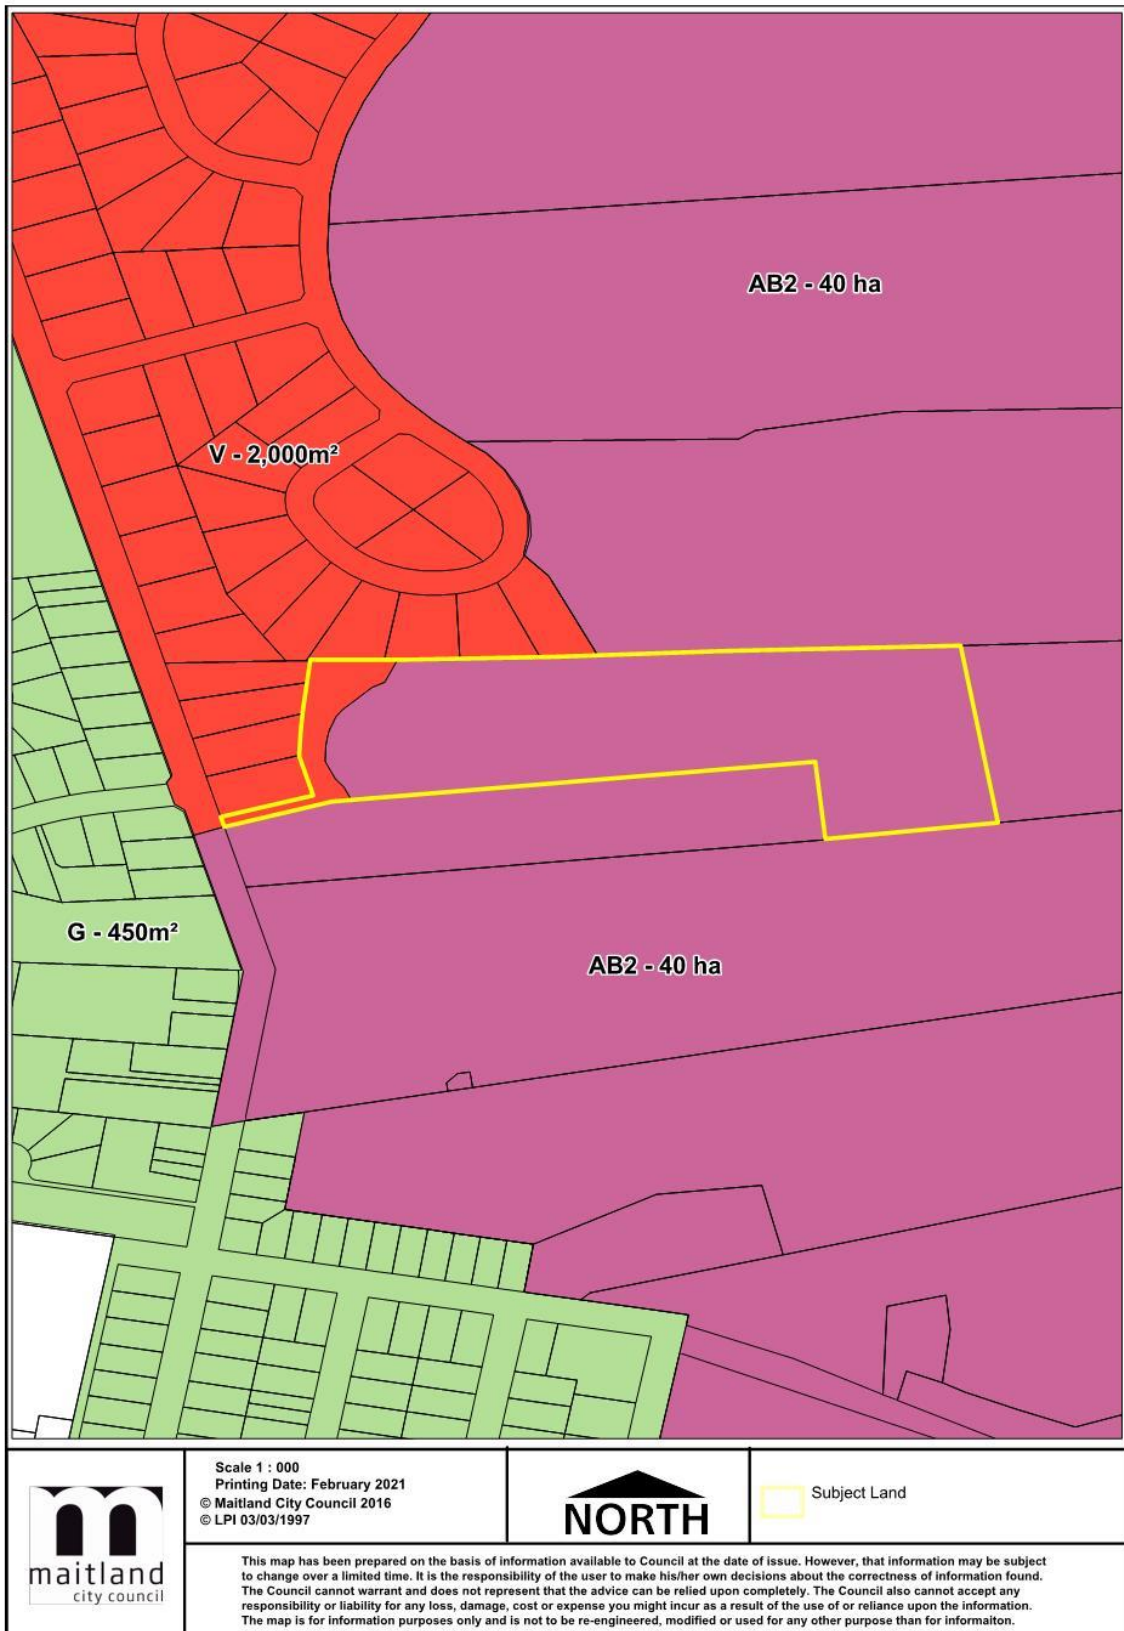 AB2 - 40 ha
V - 2,000m²
G - 450m²
AB2 - 40 ha
m
maitland
city council
Scale 1 : 000
Printing Date: February 2021
© Maitland City Council 2016
© LPI 03/03/1997
NORTH
Subject Land
This map has been prepared on the basis of information available to Council at the date of issue. However, that information may be subject
to change over a limited time. It is the responsibility of the user to make his/her own decisions about the correctness of information found.
The Council cannot warrant and does not represent that the advice can be relied upon completely. The Council also cannot accept any
responsibility or liability for any loss, damage, cost or expense you might incur as a result of the use of or reliance upon the information.
The map is for information purposes only and is not to be re-engineered, modified or used for any other purpose than for informaiton.